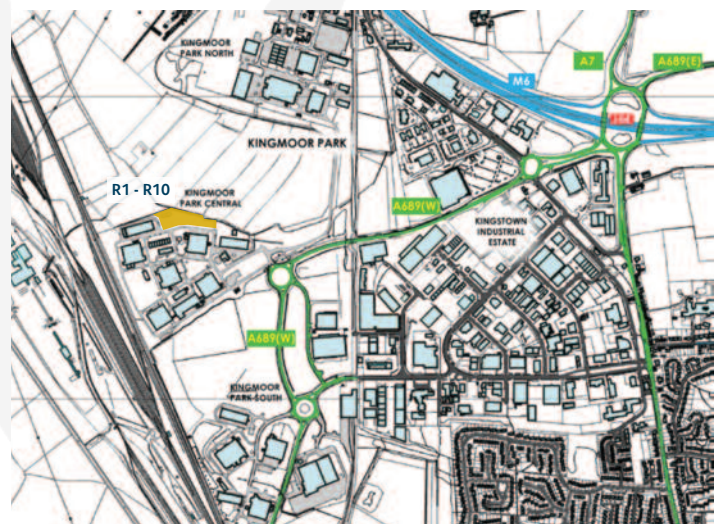 KINGMOOR
PARK NORTH
A7
A689(E)
M6
J44
KINGMOOR PARK
R1 - R10
KINGMOOR
PARK CENTRAL
A689(W)
KINGSTOWN
INDUSTRIAL
ESTATE
A689(W)
KINGMOOR
PARK SOUTH